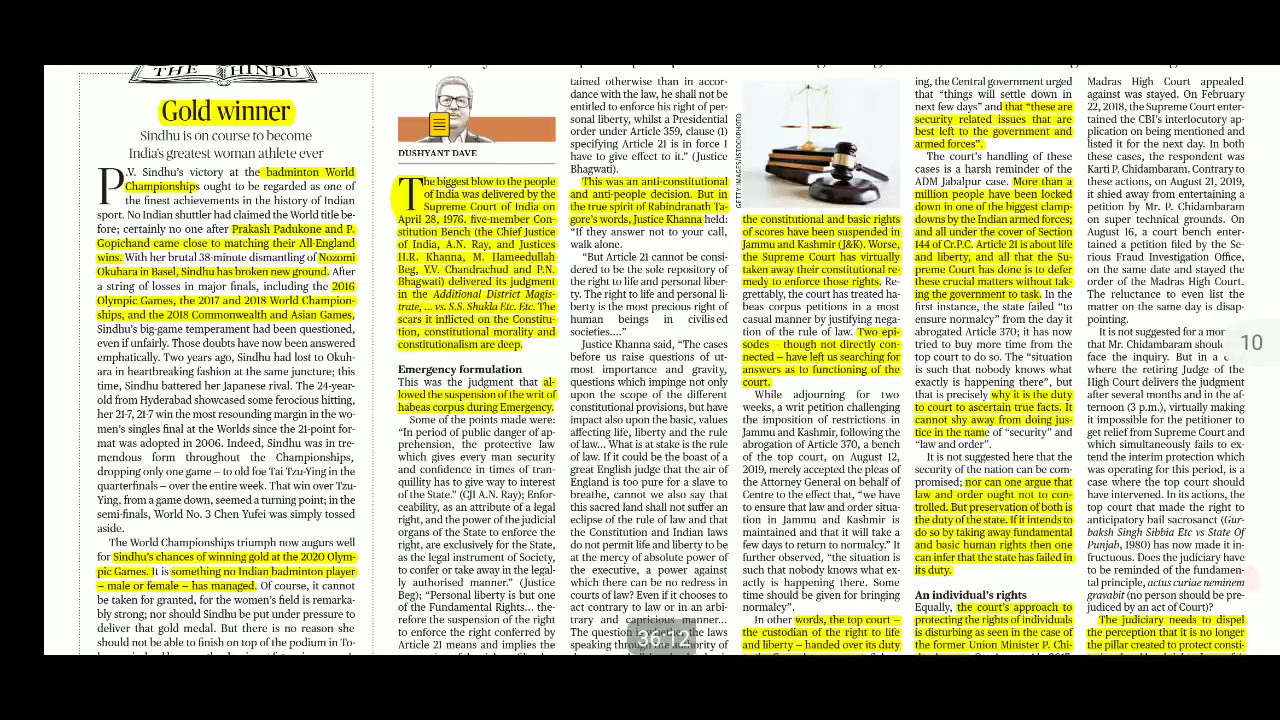 THE HINDU
Gold winner
Sindhu is on course to become
India's greatest woman athlete ever
P.V. Sindhu's victory at the badminton World
Championships ought to be regarded as one of
the finest achievements in the history of Indian
sport. No Indian shuttler had claimed the World title be-
fore; certainly no one after Prakash Padukone and P.
Gopichand came close to matching their All-England
wins. With her brutal 38-minute dismantling of Nozomi
Okuhara in Basel, Sindhu has broken new ground. After
a string of losses in major finals, including the 2016
Olympic Games, the 2017 and 2018 World Champion-
ships, and the 2018 Commonwealth and Asian Games,
Sindhu's big-game temperament had been questioned,
even if unfairly. Those doubts have now been answered
emphatically. Two years ago, Sindhu had lost to Okuh-
ara in heartbreaking fashion at the same juncture; this
time, Sindhu battered her Japanese rival. The 24-year-
old from Hyderabad showed some ferocious hitting,
her 21-7, 21-7 win the most resounding margin in the wo-
men's singles final at the Worlds since the 21-point for-
mat was adopted in 2006. Indeed, Sindhu was in tre-
mendous form throughout the Championships,
dropping only one game – to old foe Tai Tzu-Ying in the
quarterfinals – over the entire week. That win over Tzu-
Ying, from a game down, seemed a turning point; in the
semi-finals, World No. 3 Chen Yufei was simply tossed
aside.
The World Championships triumph now augurs well
for Sindhu's chances of winning gold at the 2020 Olym-
pic Games. It is something no Indian badminton player
– male or female – has managed. Of course, it cannot
be taken for granted, for the women's field is remarka-
bly strong; nor should Sindhu be put under pressure to
deliver that gold medal. But there is no reason she
should not be able to finish on top of the podium in To-
DUSHYANT DAVE
The biggest blow to the people
of India was delivered by the
Supreme Court of India on
April 28, 1976. five-member Con-
stitution Bench (the Chief Justice
of India, A.N. Ray, and Justices
H.R. Khanna, M. Hameedullah
Beg, Y.V. Chandrachud and P.N.
Bhagwati) delivered its judgment
in the Additional District Magis-
trate, ... vs. S.S. Shukla Etc. Etc. The
scars it inflicted on the Constitu-
tion, constitutional morality and
constitutionalism are deep.
Emergency formulation
This was the judgment that al-
lowed the suspension of the writ of
habeas corpus during Emergency.
Some of the points made were:
"In period of public danger of ap-
prehension, the protective law
which gives every man security
and confidence in times of tran-
quillity has to give way to interest
of the State." (CJI A.N. Ray); Enfor-
ceability, as an attribute of a legal
right, and the power of the judicial
organs of the State to enforce the
right, are exclusively for the State,
as the legal instrument of Society,
to confer or take away in the legal-
ly authorised manner." (Justice
Beg); "Personal liberty is but one
of the Fundamental Rights... the-
refore the suspension of the right
to enforce the right conferred by
Article 21 means and implies the
tained otherwise than in accor-
dance with the law, he shall not be
entitled to enforce his right of per-
sonal liberty, whilst a Presidential
order under Article 359, clause (1)
specifying Article 21 is in force I
have to give effect to it." (Justice
Bhagwati).
This was an anti-constitutional
and anti-people decision. But in
the true spirit of Rabindranath Ta-
gore's words, Justice Khanna held:
"If they answer not to your call,
walk alone.
"But Article 21 cannot be consi-
dered to be the sole repository of
the right to life and personal liber-
ty. The right to life and personal li-
berty is the most precious right of
human beings in civilised
societies...."
Justice Khanna said, "The cases
before us raise questions of ut-
most importance and gravity,
questions which impinge not only
upon the scope of the different
constitutional provisions, but have
impact also upon the basic, values
affecting life, liberty and the rule
of law. What is at stake is the rule
of law. If it could be the boast of a
great English judge that the air of
England is too pure for a slave to
breathe, cannot we also say that
this sacred land shall not suffer an
eclipse of the rule of law and that
the Constitution and Indian laws
do not permit life and liberty to be
at the mercy of absolute power of
the executive, a power against
which there can be no redress in
courts of law? Even if it chooses to
act contrary to law or in an arbi-
trary and capricious manner...
The question the laws
speaking authority of
GETTY IMAGES/ISTOCKPHOTO
the constitutional and basic rights
of scores have been suspended in
Jammu and Kashmir (J&K). Worse,
the Supreme Court has virtually
taken away their constitutional re-
medy to enforce those rights. Re-
grettably, the court has treated ha-
beas corpus petitions in a most
casual manner by justifying nega-
tion of the rule of law. Two epi-
sodes – though not directly con-
nected – have left us searching for
answers as to functioning of the
court.
While adjourning for two
weeks, a writ petition challenging
the imposition of restrictions in
Jammu and Kashmir, following the
abrogation of Article 370, a bench
of the top court, on August 12,
2019, merely accepted the pleas of
the Attorney General on behalf of
Centre to the effect that, "we have
to ensure that law and order situa-
tion in Jammu and Kashmir is
maintained and that it will take a
few days to return to normalcy." It
further observed, "the situation is
such that nobody knows what ex-
actly is happening there. Some
time should be given for bringing
normalcy".
In other words, the top court –
the custodian of the right to life
and liberty – handed over its duty
ing, the Central government urged
that "things will settle down in
next few days" and that "these are
security related issues that are
best left to the government and
armed forces".
The court's handling of these
cases is a harsh reminder of the
ADM Jabalpur case. More than a
million people have been locked
down in one of the biggest clamp-
downs by the Indian armed forces;
and all under the cover of Section
144 of Cr.P.C. Article 21 is about life
and liberty, and all that the Su-
preme Court has done is to defer
these crucial matters without tak-
ing the government to task. In the
first instance, the state failed "to
ensure normalcy" from the day it
abrogated Article 370; it has now
tried to buy more time from the
top court to do so. The "situation
is such that nobody knows what
exactly is happening there", but
that is precisely why it is the duty
to court to ascertain true facts. It
cannot shy away from doing jus-
tice in the name of "security" and
"law and order".
It is not suggested here that the
security of the nation can be com-
promised; nor can one argue that
law and order ought not to con-
trolled. But preservation of both is
the duty of the state. If it intends to
do so by taking away fundamental
and basic human rights then one
can infer that the state has failed in
its duty.
An individual's rights
Equally, the court's approach to
protecting the rights of individuals
is disturbing as seen in the case of
the former Union Minister P. Chi-
Madras High Court appealed
against was stayed. On February
22, 2018, the Supreme Court enter-
tained the CBI's interlocutory ap-
plication on being mentioned and
listed it for the next day. In both
these cases, the respondent was
Karti P. Chidambaram. Contrary to
these actions, on August 21, 2019,
it shied away from entertaining a
petition by Mr. P. Chidambaram
on super technical grounds. On
August 16, a court bench enter-
tained a petition filed by the Se-
rious Fraud Investigation Office,
on the same date and stayed the
order of the Madras High Court.
The reluctance to even list the
matter on the same day is disap-
pointing.
It is not suggested for a
that Mr. Chidambaram
face the inquiry. But in a
where the retiring Judge of the
High Court delivers the judgment
after several months and in the af-
ternoon (3 p.m.), virtually making
it impossible for the petitioner to
get relief from Supreme Court and
which simultaneously fails to ex-
tend the interim protection which
was operating for this period, is a
case where the top court should
have intervened. In its actions, the
top court that made the right to
anticipatory bail sacrosanct (Gur-
baksh Singh Sibbia Etc vs State Of
Punjab, 1980) has now made it in-
fructuous. Does the judiciary have
to be reminded of the fundamen-
tal principle, actus curiae neminem
gravabit (no person should be pre-
judiced by an act of Court)?
The judiciary needs to dispel
the perception that it is no longer
the pillar created to protect consti-
10
36:12